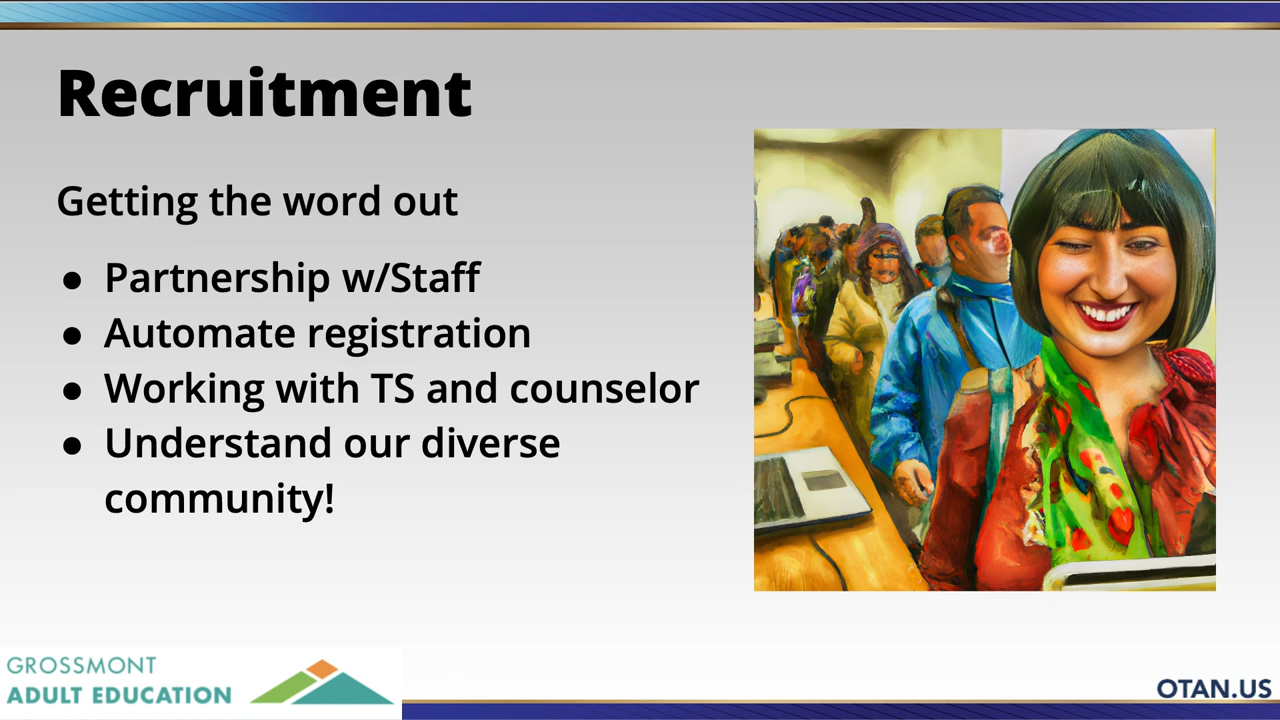 Recruitment
Getting the word out
● Partnership w/Staff
● Automate registration
● Working with TS and counselor
● Understand our diverse
community!
GROSSMONT
ADULT EDUCATION
OTAN.US